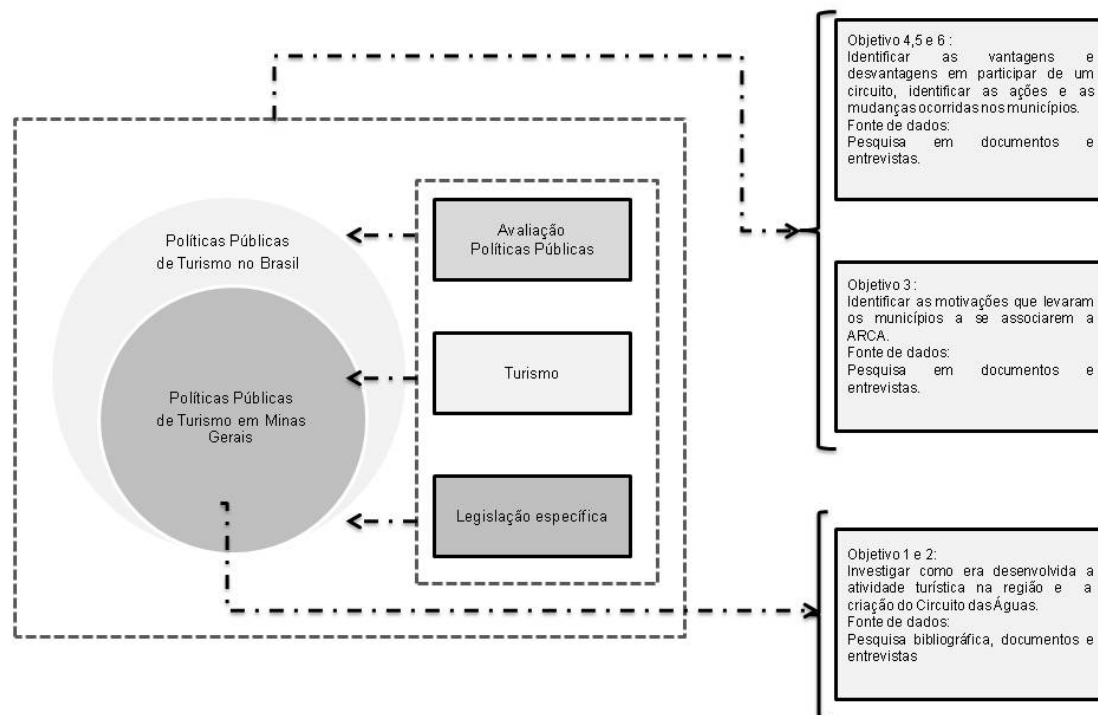 Políticas Públicas
de Turismo no Brasil
Políticas Públicas
de Turismo em Minas
Gerais
Avaliação
Políticas Públicas
Turismo
Legislação específica
Objetivo 4,5 e 6 :
Identificar as vantagens e
desvantagens em participar de um
circuito, identificar as ações e as
mudanças ocorridas nos municípios.
Fonte de dados:
Pesquisa em documentos e
entrevistas.
Objetivo 3 :
Identificar as motivações que levaram
os municípios a se associarem a
ARCA.
Fonte de dados:
Pesquisa em documentos e
entrevistas.
Objetivo 1 e 2:
Investigar como era desenvolvida a
atividade turística na região e a
criação do Circuito das Águas.
Fonte de dados:
Pesquisa bibliográfica, documentos e
entrevistas